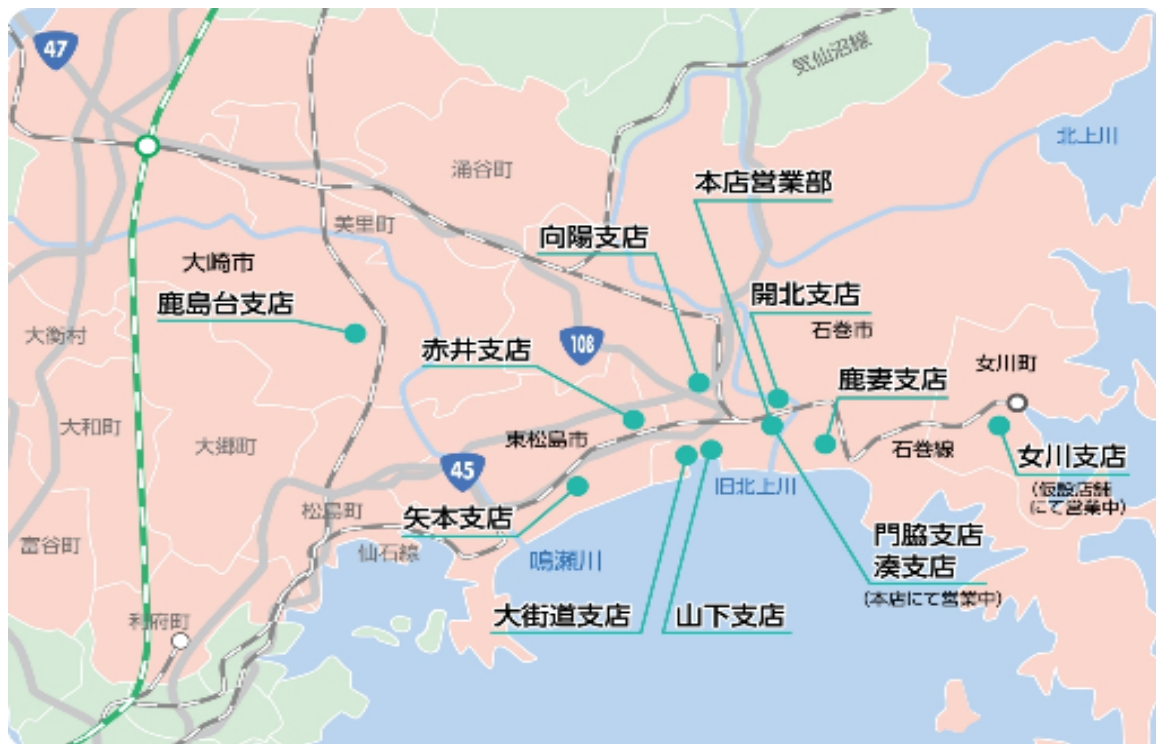 47
気仙沼線
北上川
涌谷町
本店営業部
美里町
向陽支店
大崎市
鹿島台支店
開北支店
石巻市
大衡村
赤井支店
108
女川町
鹿妻支店
大和町
大郷町
東松島市
石巻線
女川支店
(仮設店舗
にて営業中)
45
旧北上川
松島町
矢本支店
富谷町
仙石線
鳴瀬川
門脇支店
湊支店
(本店にて営業中)
大街道支店
山下支店
利府町